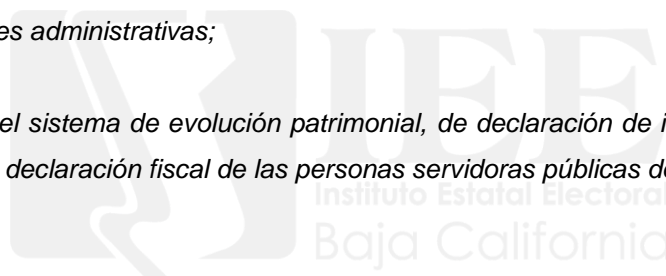 es administrativas;
IEE
el sistema de evolución patrimonial, de declaración de
declaración fiscal de las personas servidoras públicas
Instituto Estatal Electoral
Baja California